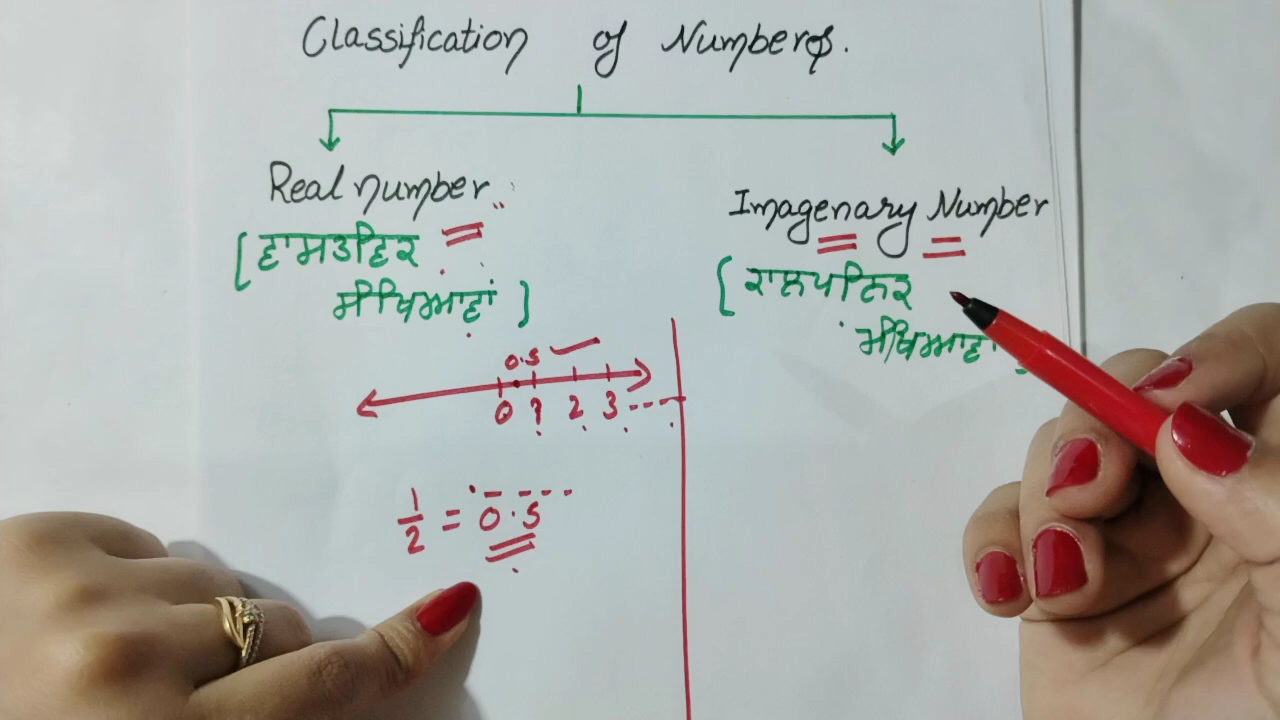 Classification of Numbers.
Real number
[ਵਾਸਤਵਿਕ
ਸੰਖਿਆਵਾਂ]
Imagenary Number
[ਕਾਲਪਨਿਕ
ਸੰਖਿਆਵਾਂ
0.5
0 1 2 3 ----
1/2 = 0.5